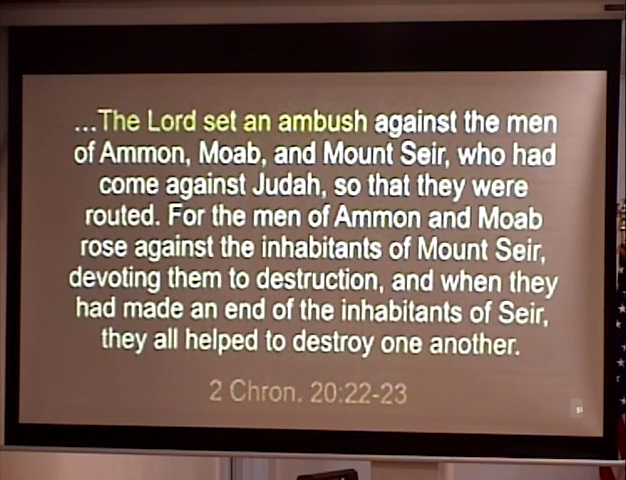 ...The Lord set an ambush against the men
of Ammon, Moab, and Mount Seir, who had
come against Judah, so that they were
routed. For the men of Ammon and Moab
rose against the inhabitants of Mount Seir,
devoting them to destruction, and when they
had made an end of the inhabitants of Seir,
they all helped to destroy one another.
2 Chron. 20:22-23